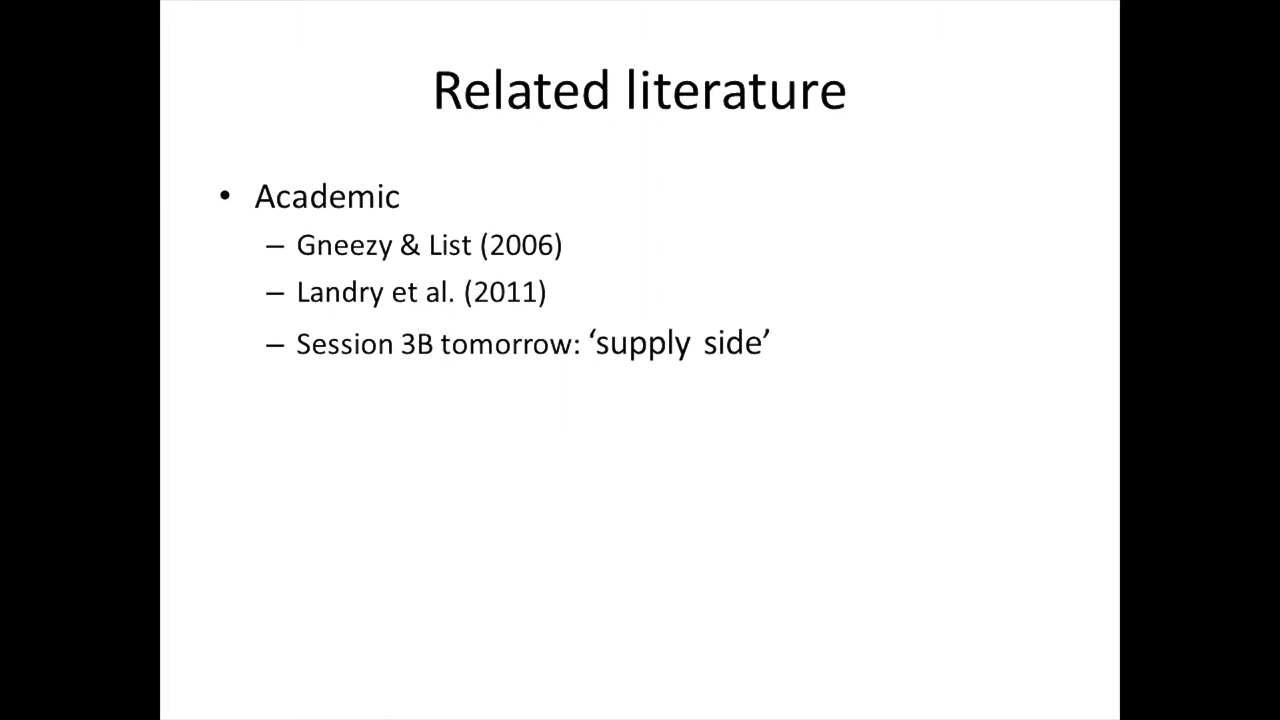 Related literature
• Academic
– Gneezy & List (2006)
– Landry et al. (2011)
– Session 3B tomorrow: ‘supply side’